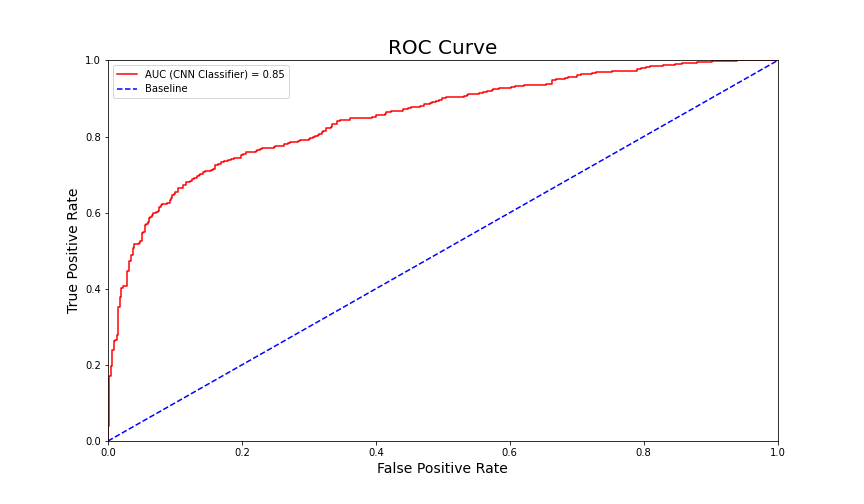 ROC Curve
AUC (CNN Classifier) = 0.85
Baseline
True Positive Rate
1.0
0.8
0.6
0.4
0.2
0.0
0.0 0.2 0.4 0.6 0.8 1.0
False Positive Rate